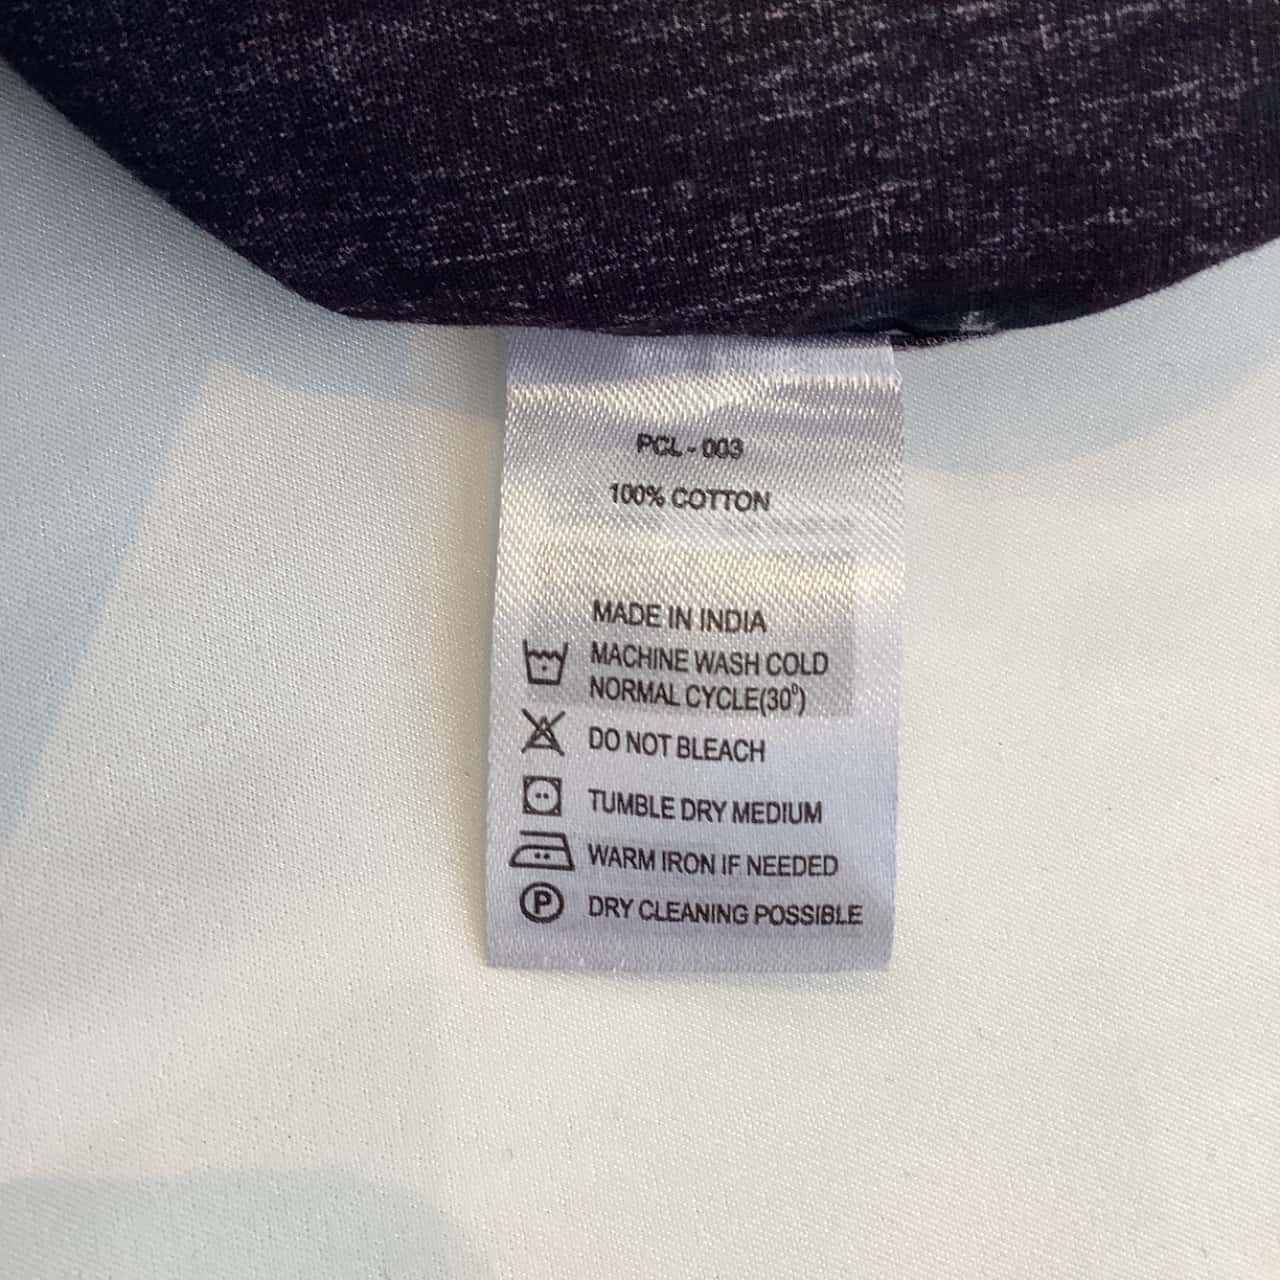 PCL - 003
100% COTTON
MADE IN INDIA
MACHINE WASH COLD
NORMAL CYCLE(30⁰)
DO NOT BLEACH
TUMBLE DRY MEDIUM
WARM IRON IF NEEDED
P DRY CLEANING POSSIBLE